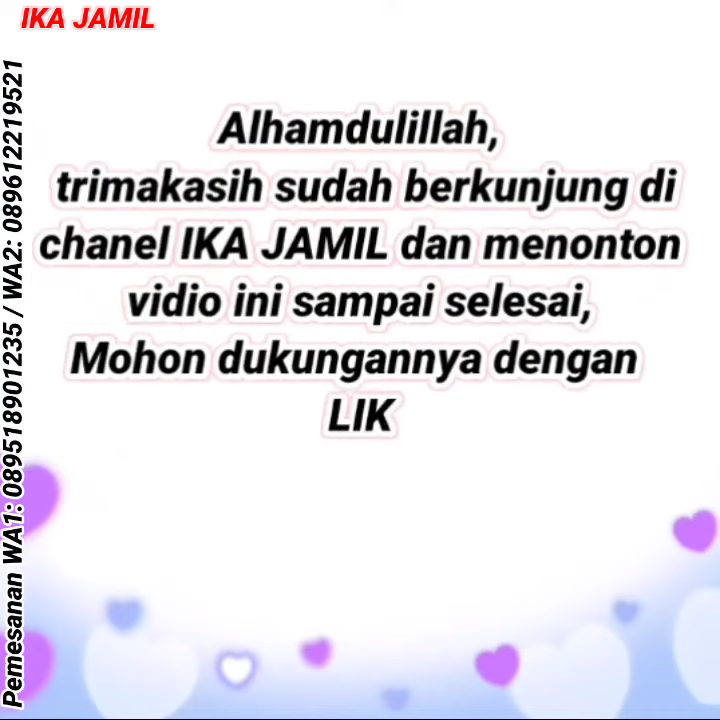 IKA JAMIL
Alhamdulillah,
trimakasih sudah berkunjung di
chanel IKA JAMIL dan menonton
vidio ini sampai selesai,
Mohon dukungannya dengan
LIK
Pemesanan WA1: 089518901235 / WA2: 089612219521